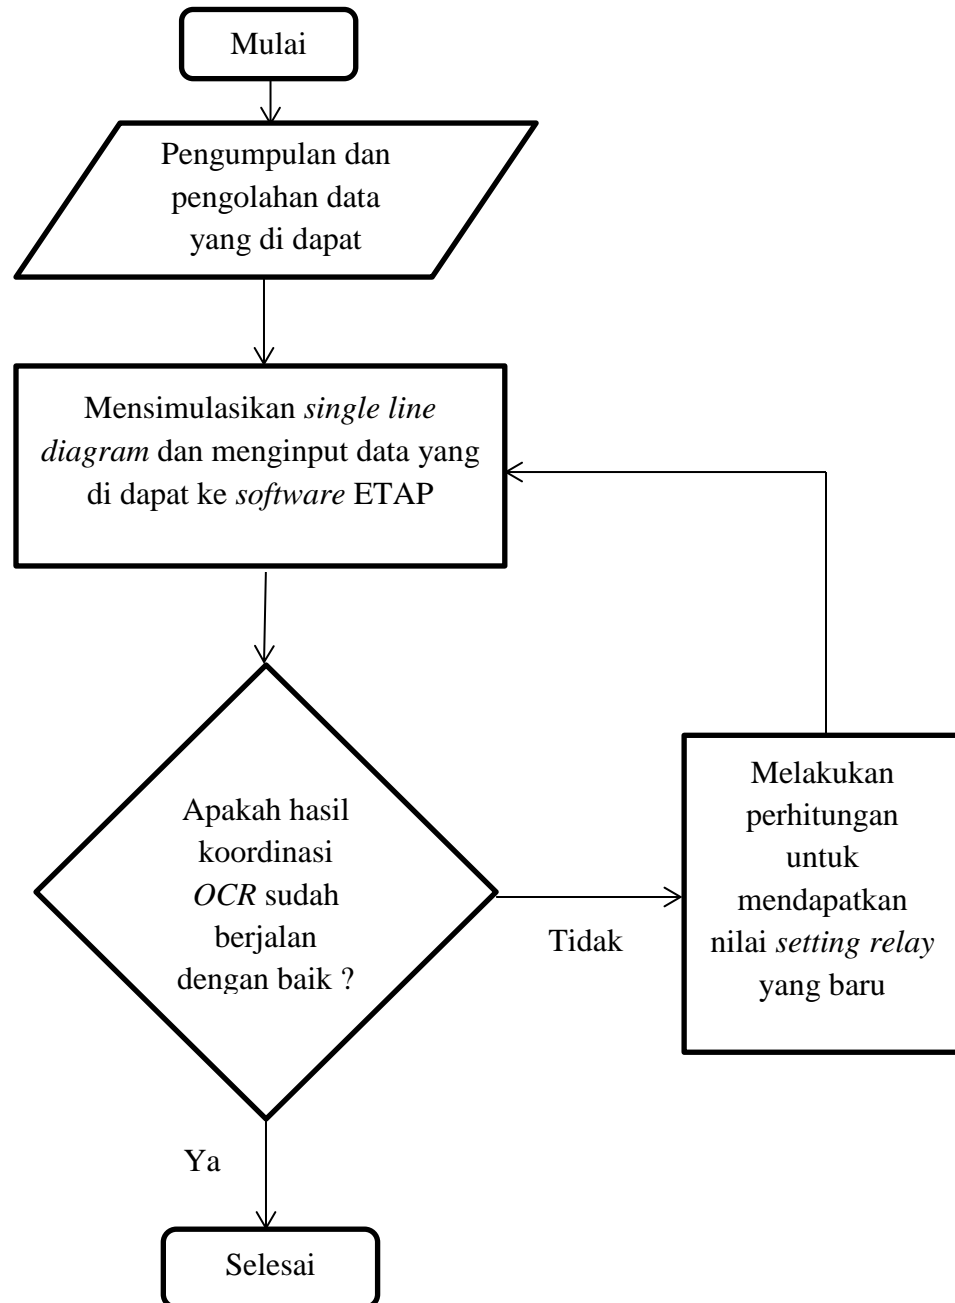 Mulai
Pengumpulan dan
pengolahan data
yang di dapat
Mensimulasikan single line
diagram dan menginput data yang
di dapat ke software ETAP
Apakah hasil
koordinasi
OCR sudah
berjalan
dengan baik ?
Tidak
Melakukan
perhitungan
untuk
mendapatkan
nilai setting relay
yang baru
Ya
Selesai